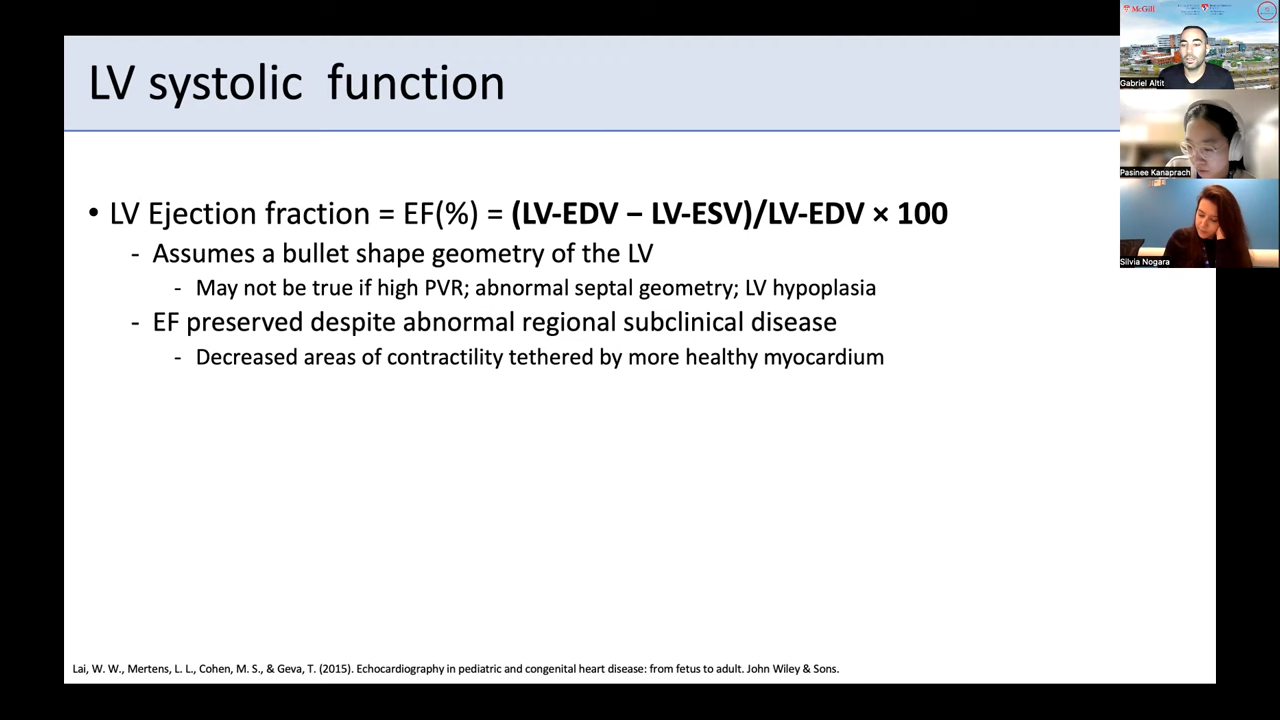 LV systolic function
• LV Ejection fraction = EF(%) = (LV-EDV – LV-ESV)/LV-EDV × 100
- Assumes a bullet shape geometry of the LV
- May not be true if high PVR; abnormal septal geometry; LV hypoplasia
- EF preserved despite abnormal regional subclinical disease
- Decreased areas of contractility tethered by more healthy myocardium
Lai, W. W., Mertens, L. L., Cohen, M. S., & Geva, T. (2015). Echocardiography in pediatric and congenital heart disease: from fetus to adult. John Wiley & Sons.
McGill
Gabriel Altit
Pasinee Kanaprach
Silvia Nogara